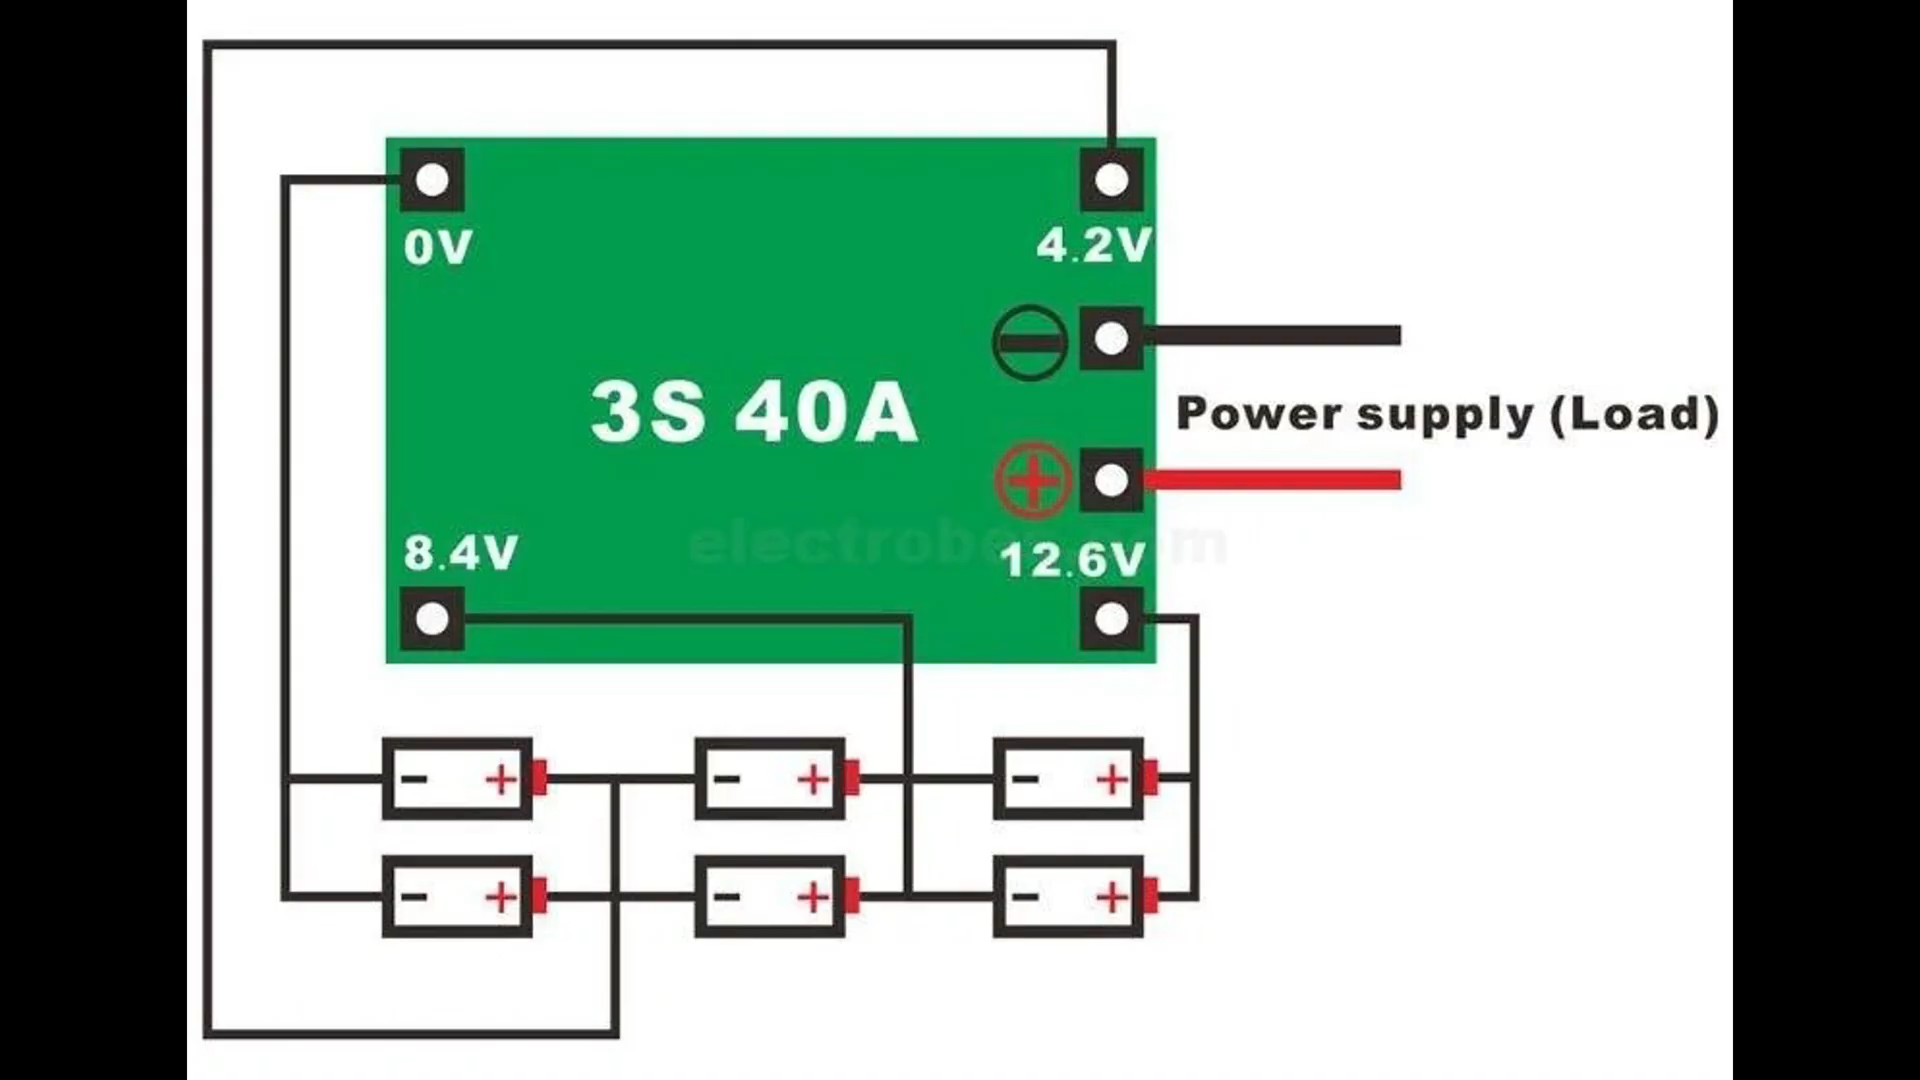 0V
4.2V
3S 40A
Power supply (Load)
8.4V
12.6V
- + - + - +
- + - + - +